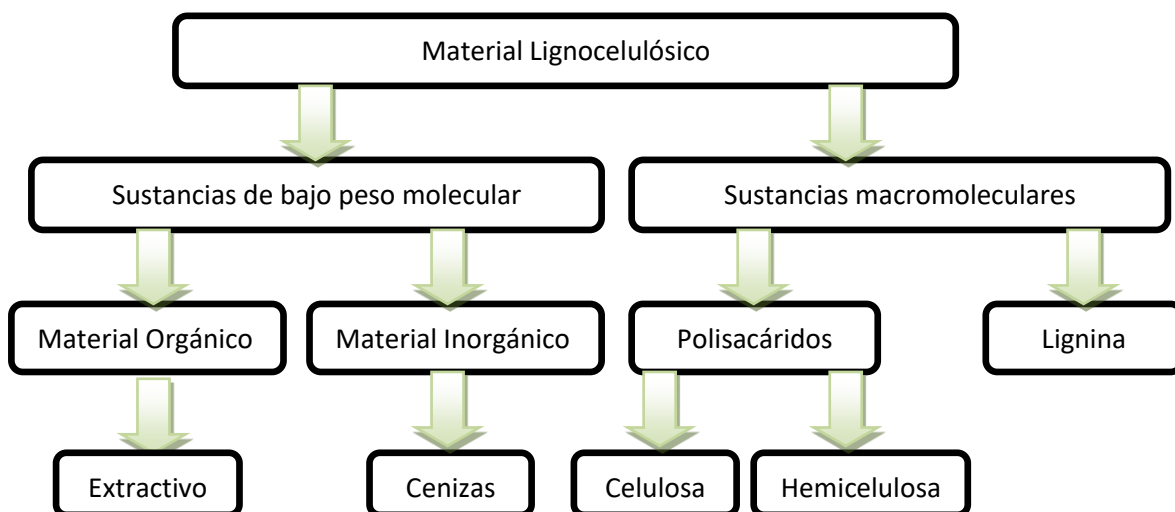 Material Lignocelulósico
Sustancias de bajo peso molecular
Sustancias macromoleculares
Material Orgánico
Material Inorgánico
Polisacáridos
Lignina
Extractivo
Cenizas
Celulosa
Hemicelulosa